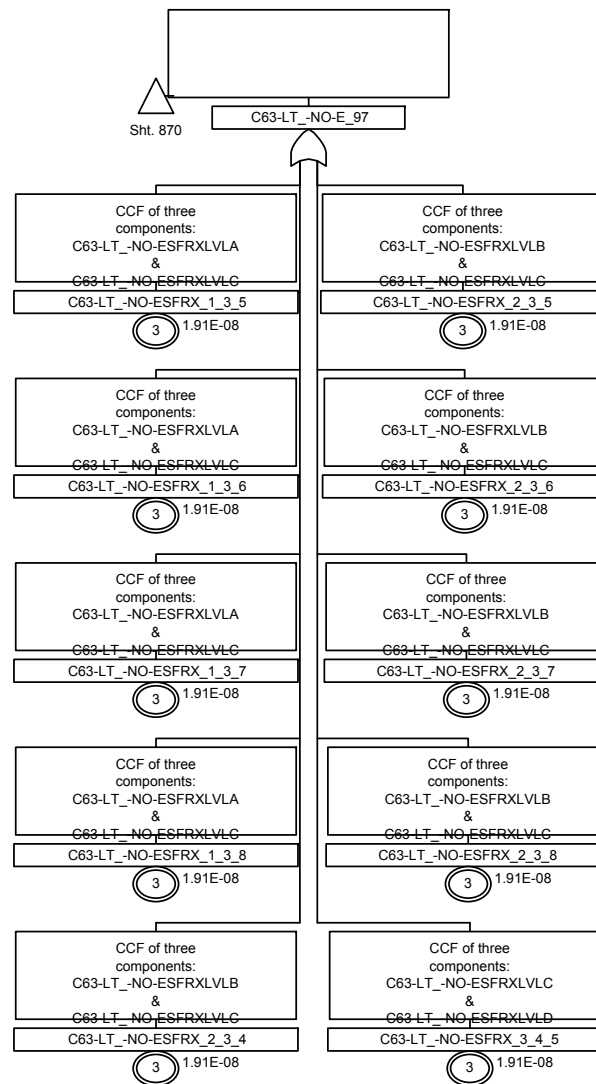 Sht. 870
C63-LT_-NO-E_97
CCF of three
components:
C63-LT_-NO-ESFRXLVLA
&
C63-LT_-NO-ESFRXLVLC
C63-LT_-NO-ESFRX_1_3_5
3
1.91E-08
CCF of three
components:
C63-LT_-NO-ESFRXLVLB
&
C63-LT_-NO-ESFRXLVLC
C63-LT_-NO-ESFRX_2_3_5
3
1.91E-08
CCF of three
components:
C63-LT_-NO-ESFRXLVLA
&
C63-LT_-NO-ESFRXLVLC
C63-LT_-NO-ESFRX_1_3_6
3
1.91E-08
CCF of three
components:
C63-LT_-NO-ESFRXLVLB
&
C63-LT_-NO-ESFRXLVLC
C63-LT_-NO-ESFRX_2_3_6
3
1.91E-08
CCF of three
components:
C63-LT_-NO-ESFRXLVLA
&
C63-LT_-NO-ESFRXLVLC
C63-LT_-NO-ESFRX_1_3_7
3
1.91E-08
CCF of three
components:
C63-LT_-NO-ESFRXLVLB
&
C63-LT_-NO-ESFRXLVLC
C63-LT_-NO-ESFRX_2_3_7
3
1.91E-08
CCF of three
components:
C63-LT_-NO-ESFRXLVLA
&
C63-LT_-NO-ESFRXLVLC
C63-LT_-NO-ESFRX_1_3_8
3
1.91E-08
CCF of three
components:
C63-LT_-NO-ESFRXLVLB
&
C63-LT_-NO-ESFRXLVLC
C63-LT_-NO-ESFRX_2_3_8
3
1.91E-08
CCF of three
components:
C63-LT_-NO-ESFRXLVLB
&
C63-LT_-NO-ESFRXLVLC
C63-LT_-NO-ESFRX_2_3_4
3
1.91E-08
CCF of three
components:
C63-LT_-NO-ESFRXLVLC
&
C63-LT_-NO-ESFRXLVLD
C63-LT_-NO-ESFRX_3_4_5
3
1.91E-08